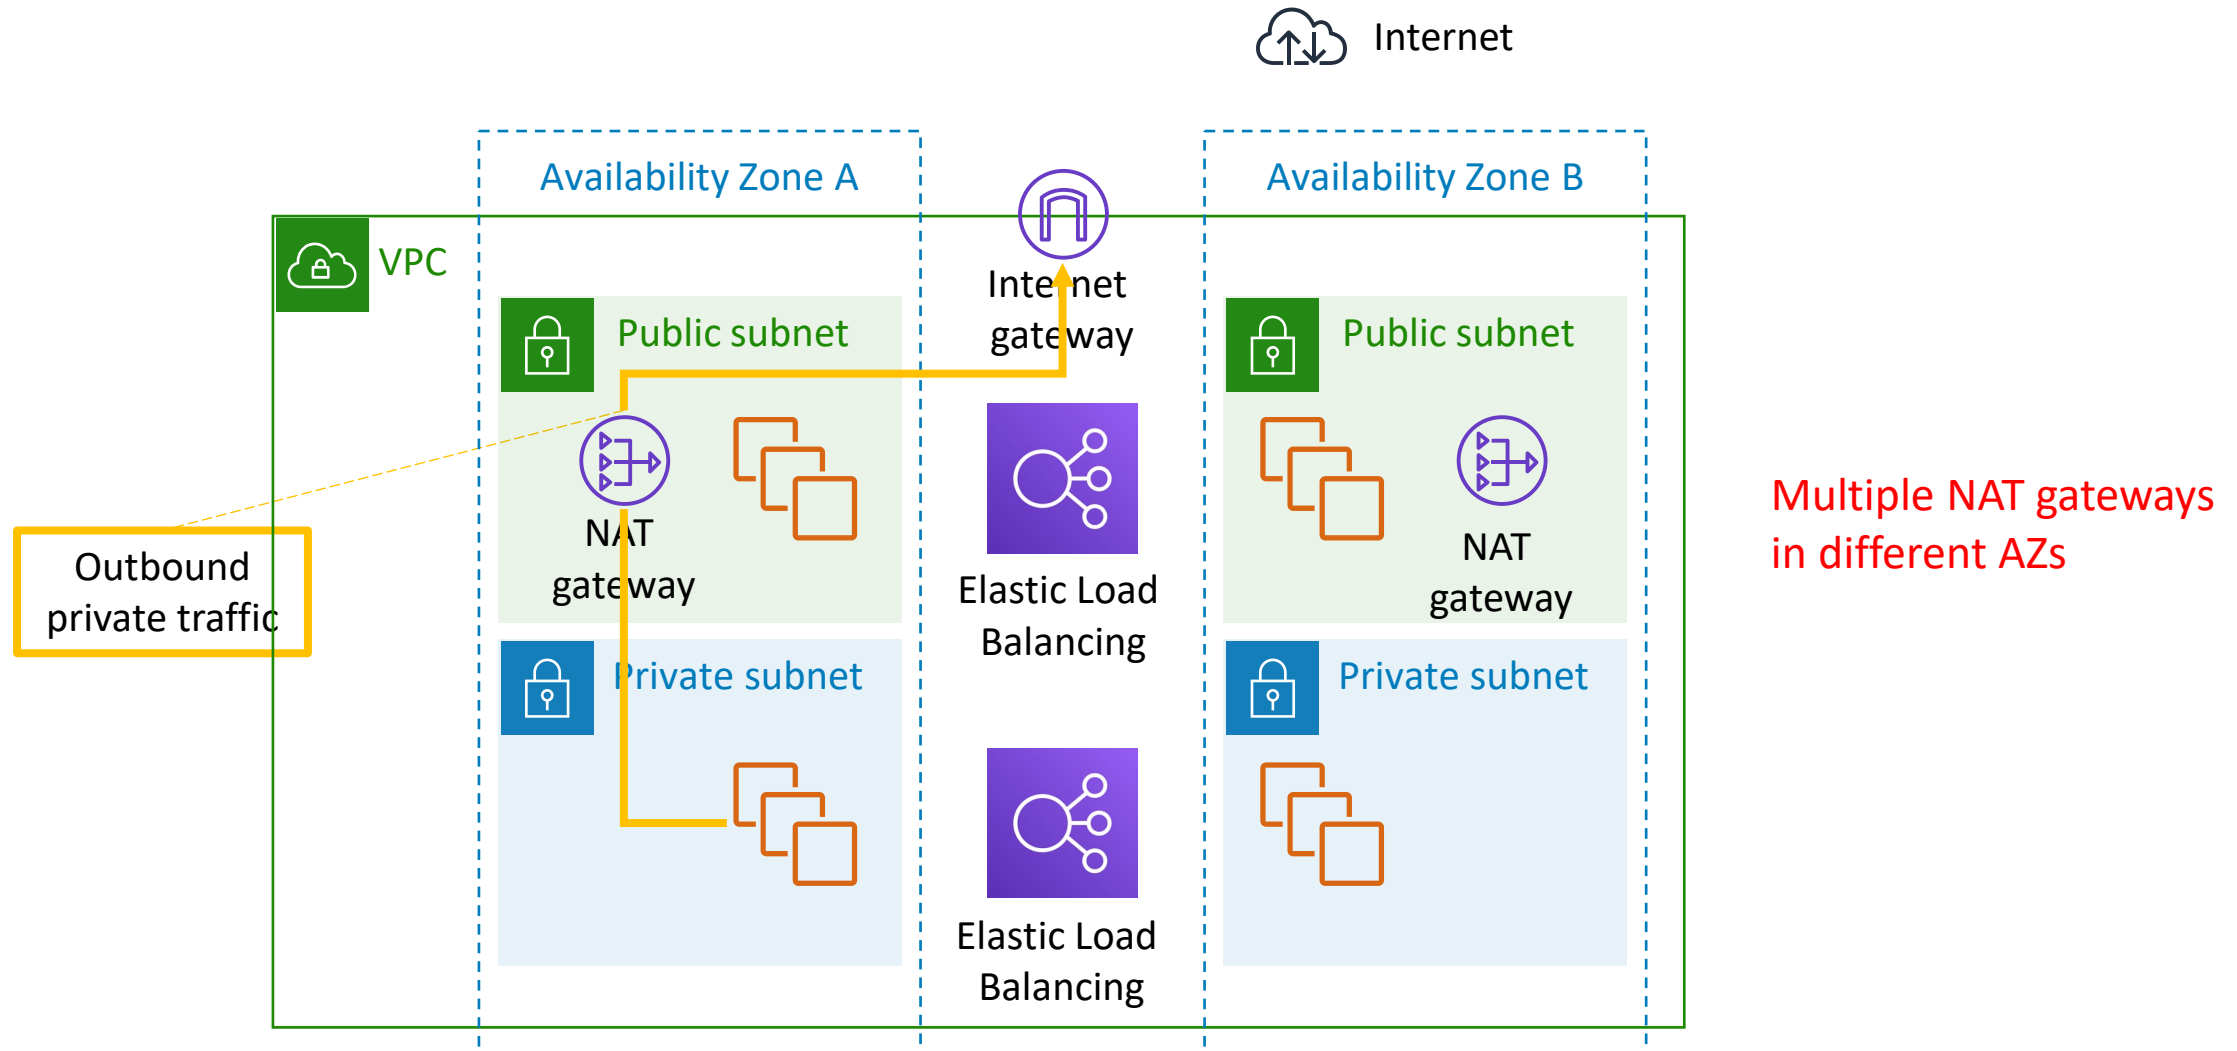 Internet
Availability Zone A
Availability Zone B
VPC
Internet
gateway
Public subnet
Public subnet
NAT
gateway
Elastic Load
Balancing
NAT
gateway
Multiple NAT gateways
in different AZs
Outbound
private traffic
Private subnet
Private subnet
Elastic Load
Balancing